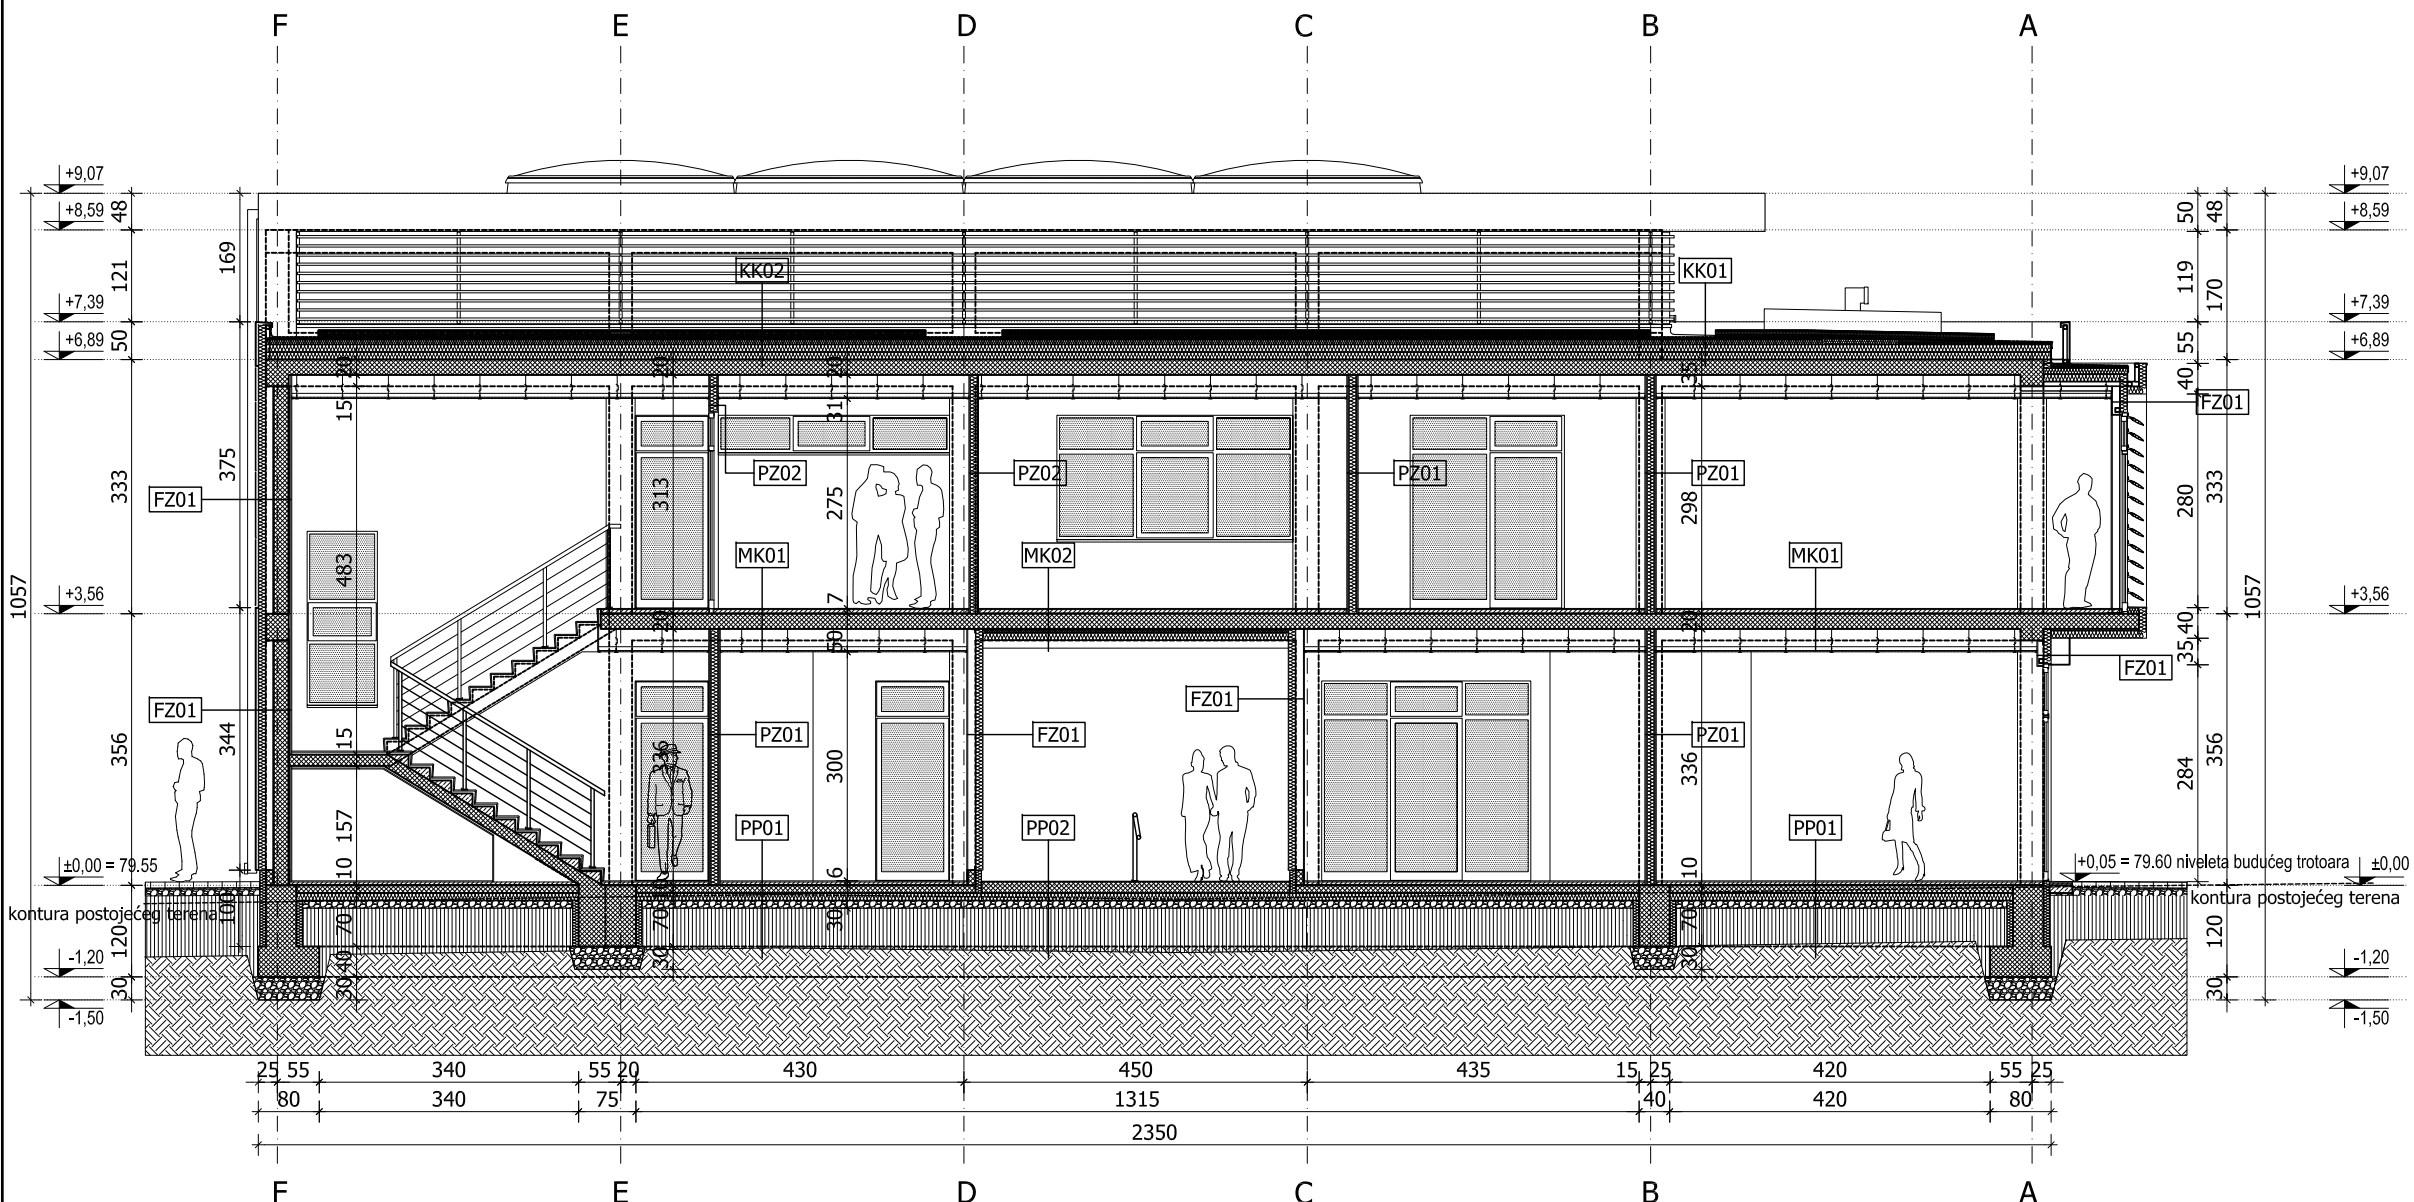 F E D C B A
+9,07 +9,07
+8,59 48 50 48 +8,59
121 169 KK02 KK01 119 170
+7,39 +7,39
+6,89 50 55 +6,89
20 20 20 35 40
15 31 FZ01
333 375 FZ01 313 PZ02 275 PZ02 PZ01 PZ01 298 280 333
483 MK01 MK02 MK01
1057 1057
+3,56 7 +3,56
20 20 40
50 35
FZ01 FZ01 FZ01
356 344 15 336 PZ01 300 FZ01 PZ01 336 284 356
157 PP01 PP02 PP01
±0,00 = 79.55 10 10 6 10 +0,05 = 79.60 niveleta budućeg trotoara ±0,00
kontura postojećeg terena 100 70 70 30 70 kontura postojećeg terena
120 120
-1,20 40 30 30 -1,20
30 30 30
-1,50 -1,50
25 55 340 55 20 430 450 435 15 25 420 55 25
80 340 75 1315 40 420 80
2350
F E D C B A